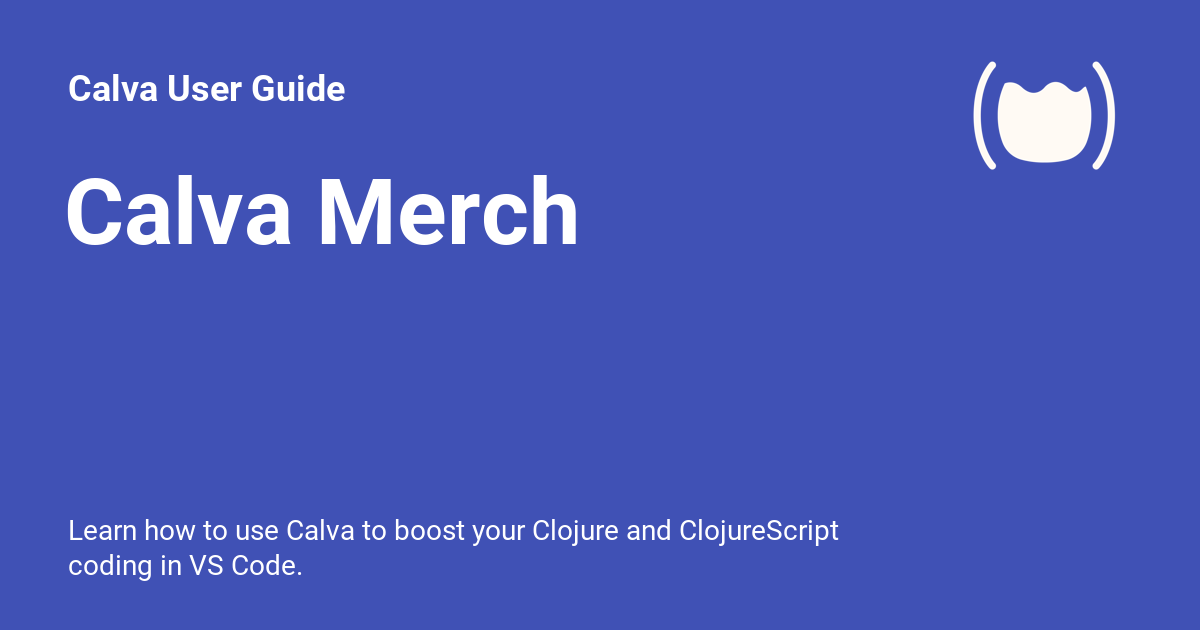 Calva User Guide
Calva Merch
Learn how to use Calva to boost your Clojure and ClojureScript
coding in VS Code.